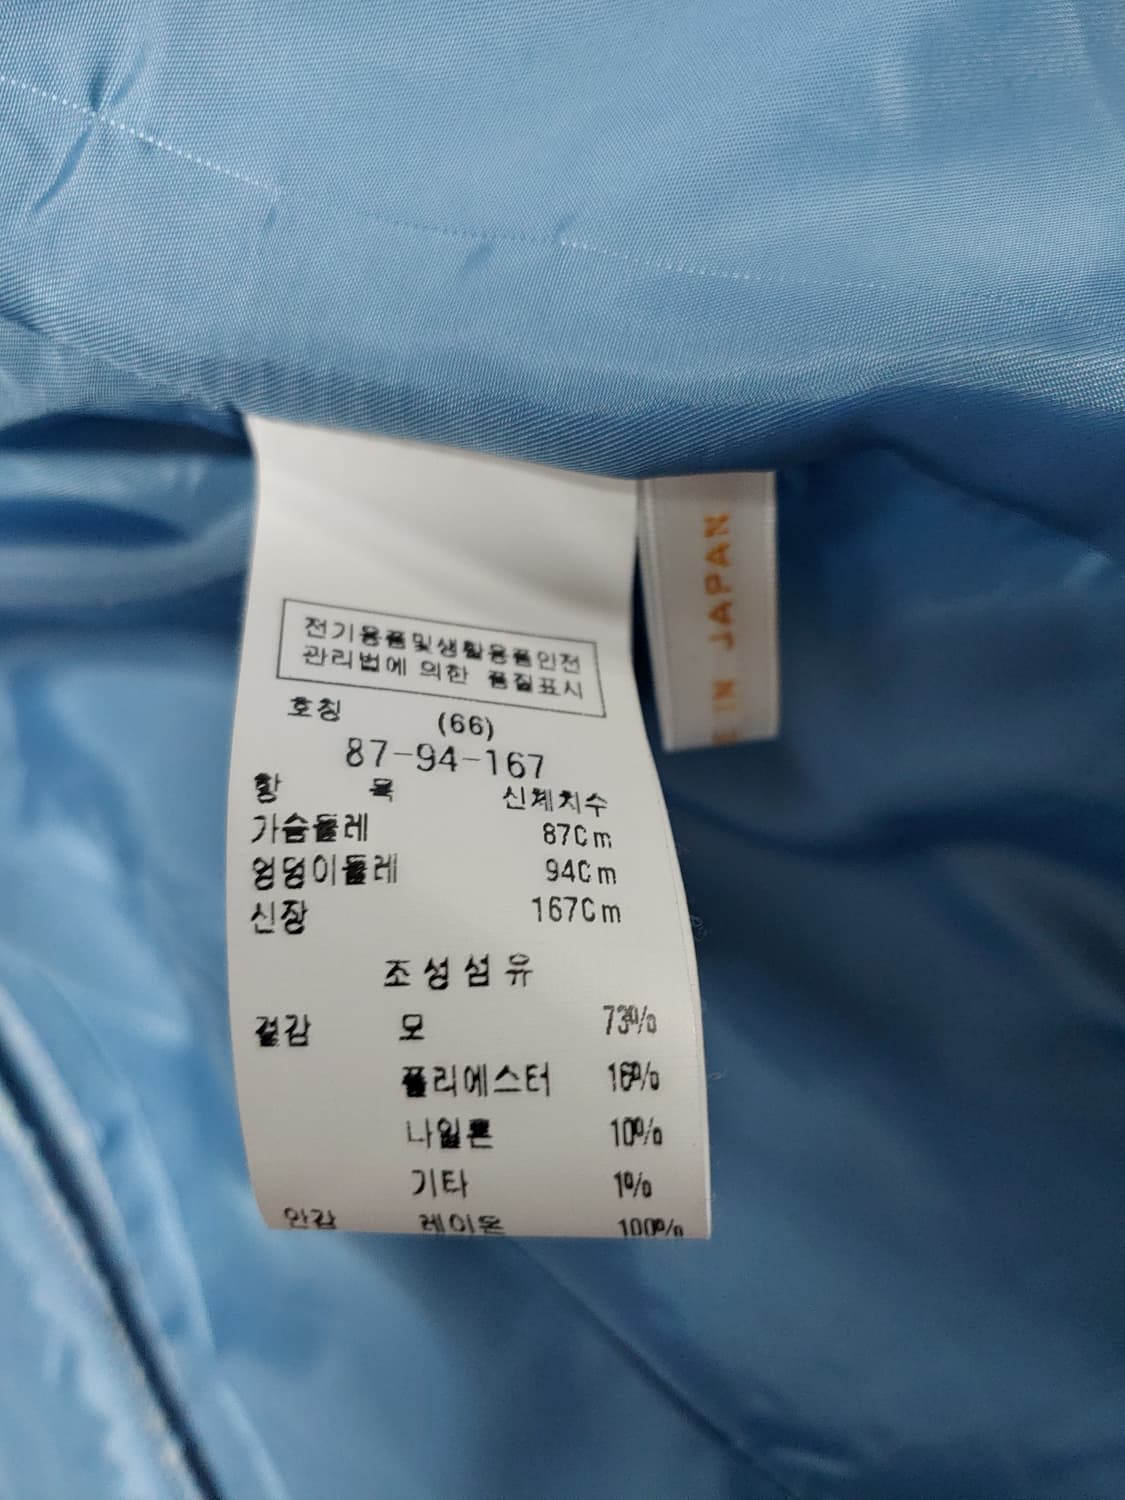 전기용품및생활용품안전
관리법에 의한 품질표시
호칭 (66)
87-94-167
항 목 신체치수
가슴둘레 87Cm
엉덩이둘레 94Cm
신장 167Cm
조성섬유
겉감 모 73%
폴리에스터 16%
나일론 10%
기타 1%
안감 레이온 100%
E IN JAPAN